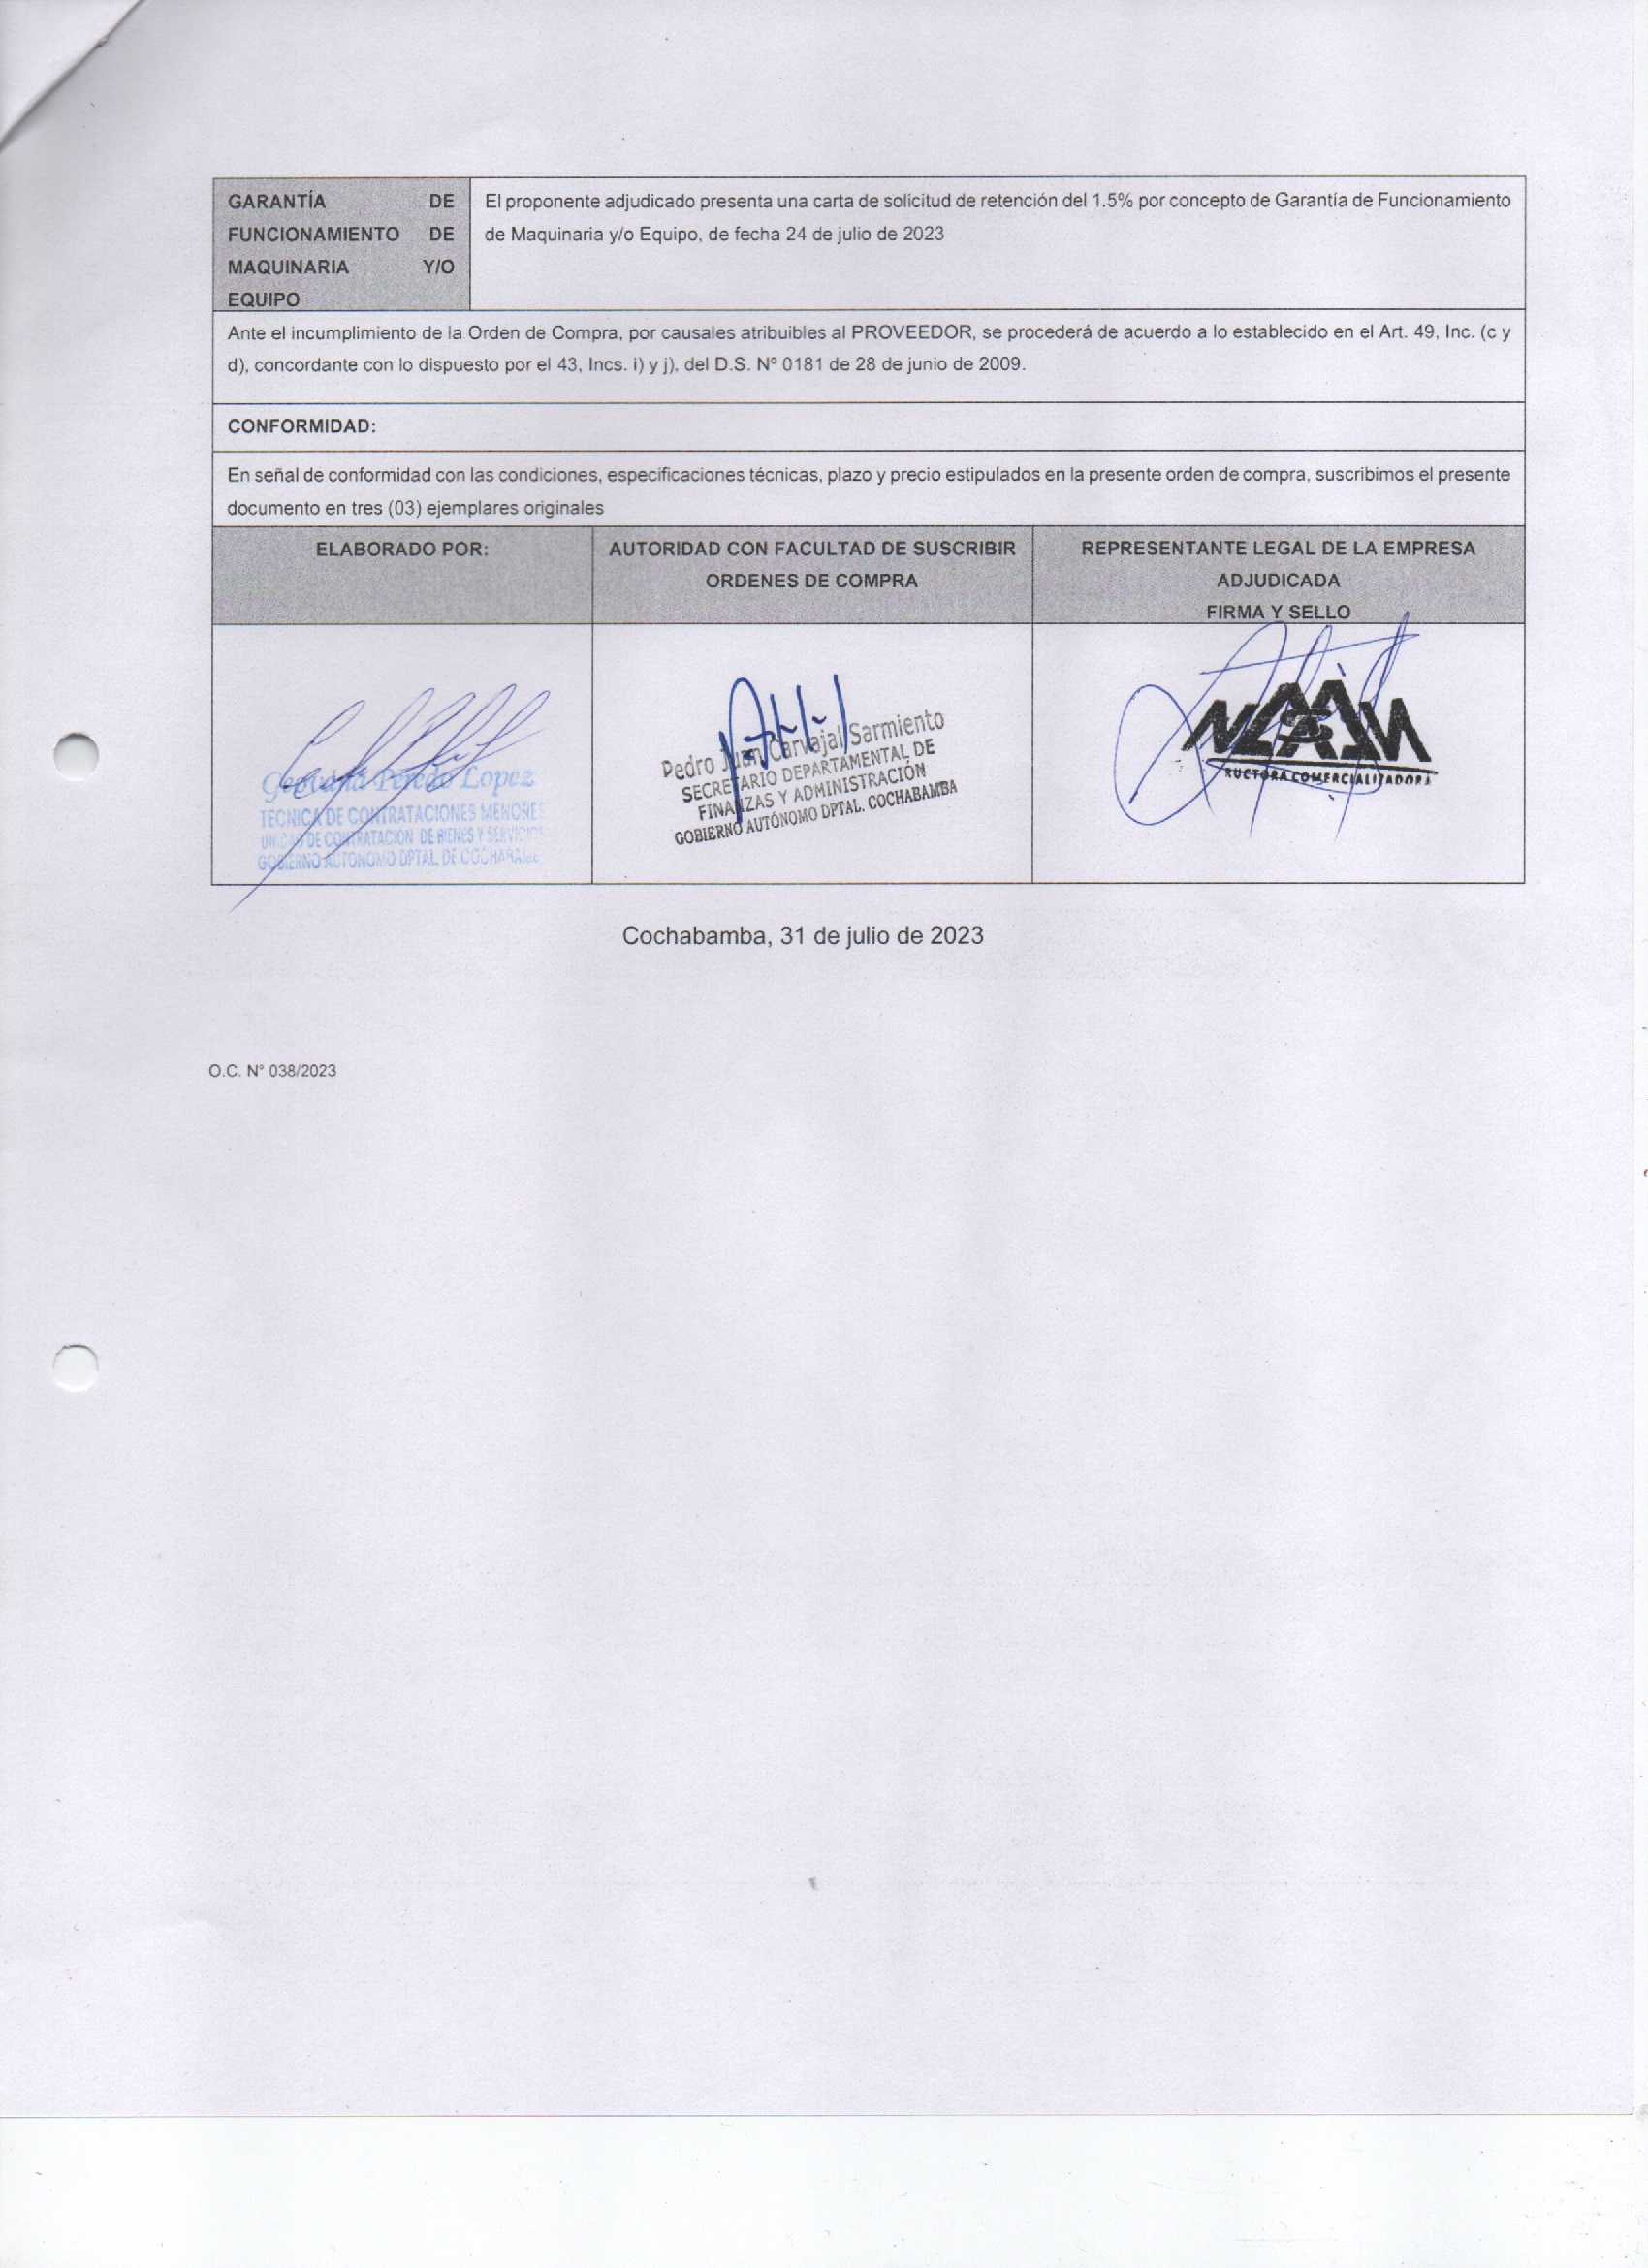 GARANTÍA DE
FUNCIONAMIENTO DE
MAQUINARIA Y/O
EQUIPO
El proponente adjudicado presenta una carta de solicitud de retención del 1.5% por concepto de Garantía de Funcionamiento
de Maquinaria y/o Equipo, de fecha 24 de julio de 2023
Ante el incumplimiento de la Orden de Compra, por causales atribuibles al PROVEEDOR, se procederá de acuerdo a lo establecido en el Art. 49, Inc. (c y
d), concordante con lo dispuesto por el 43, Incs. i) y j), del D.S. Nº 0181 de 28 de junio de 2009.
CONFORMIDAD:
En señal de conformidad con las condiciones, especificaciones técnicas, plazo y precio estipulados en la presente orden de compra, suscribimos el presente
documento en tres (03) ejemplares originales
ELABORADO POR:
AUTORIDAD CON FACULTAD DE SUSCRIBIR
ORDENES DE COMPRA
REPRESENTANTE LEGAL DE LA EMPRESA
ADJUDICADA
FIRMA Y SELLO
Peredo Lopez
TECNICA DE CONTRATACIONES MENORES
DE CONTRATACIÓN DE BIENES Y SERVICIOS
GOBIERNO AUTONOMO DPTAL. DE COCHABAMB
Pedro Juan Carvajal Sarmiento
SECRETARIO DEPARTAMENTAL DE
FINANZAS Y ADMINISTRACIÓN
GOBIERNO AUTÓNOMO DPTAL. COCHABAMBA
RUCTORA COMERCIALIZADORA
Cochabamba, 31 de julio de 2023
O.C. N° 038/2023